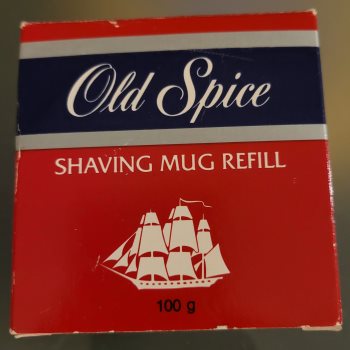 Old Spice
SHAVING MUG REFILL
100 g